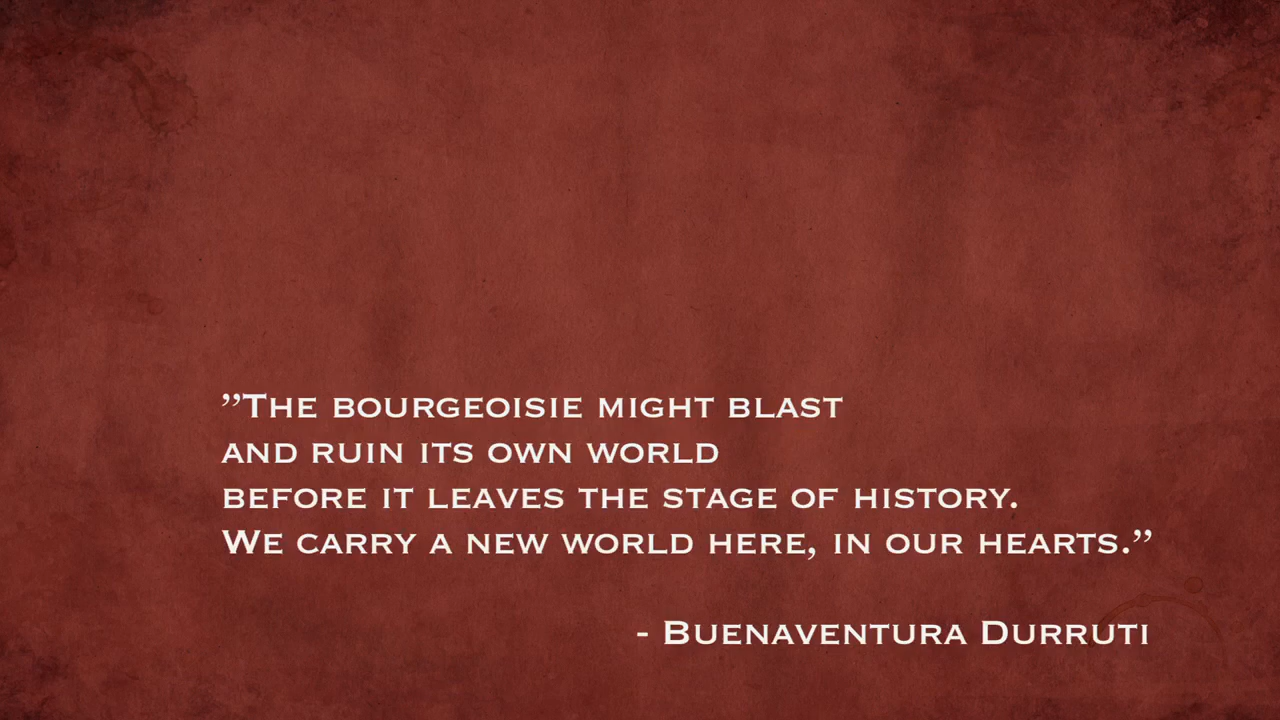 ”The bourgeoisie might blast
and ruin its own world
before it leaves the stage of history.
We carry a new world here, in our hearts.”
- Buenaventura Durruti